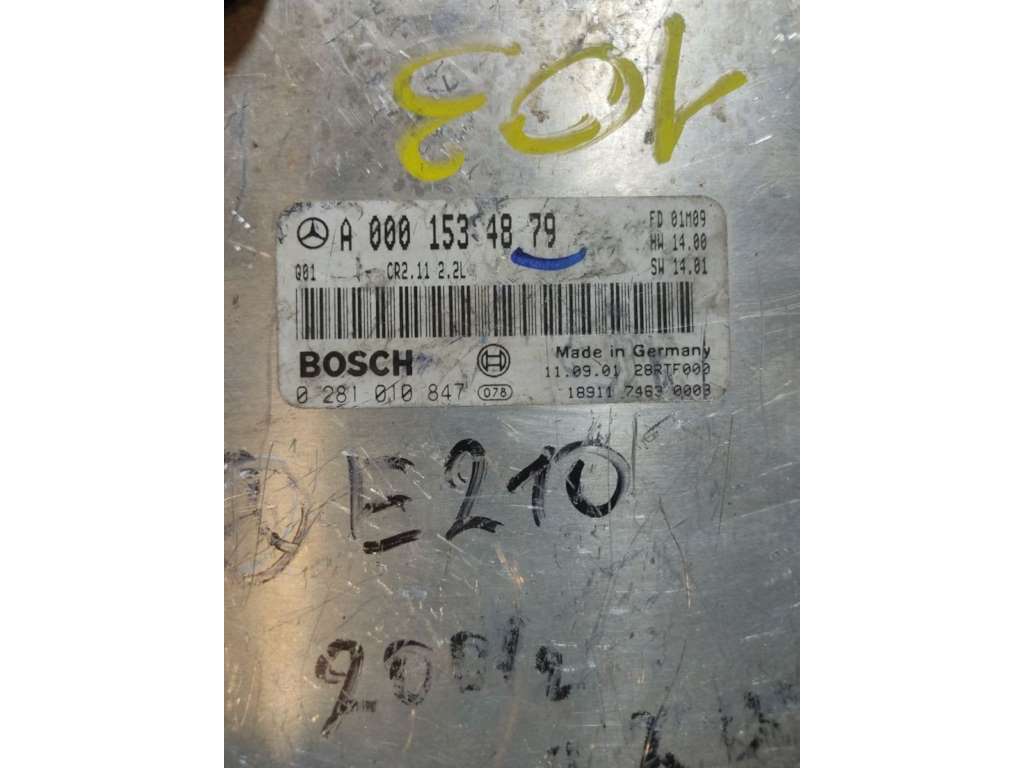 103
A 000 153 48 79
FD 01M09
HW 14.00
G01 CR2.11 2.2L
SW 14.01
BOSCH
Made in Germany
11.09.01 28RTF000
0 281 010 847 078
18911 7463 0003
E210